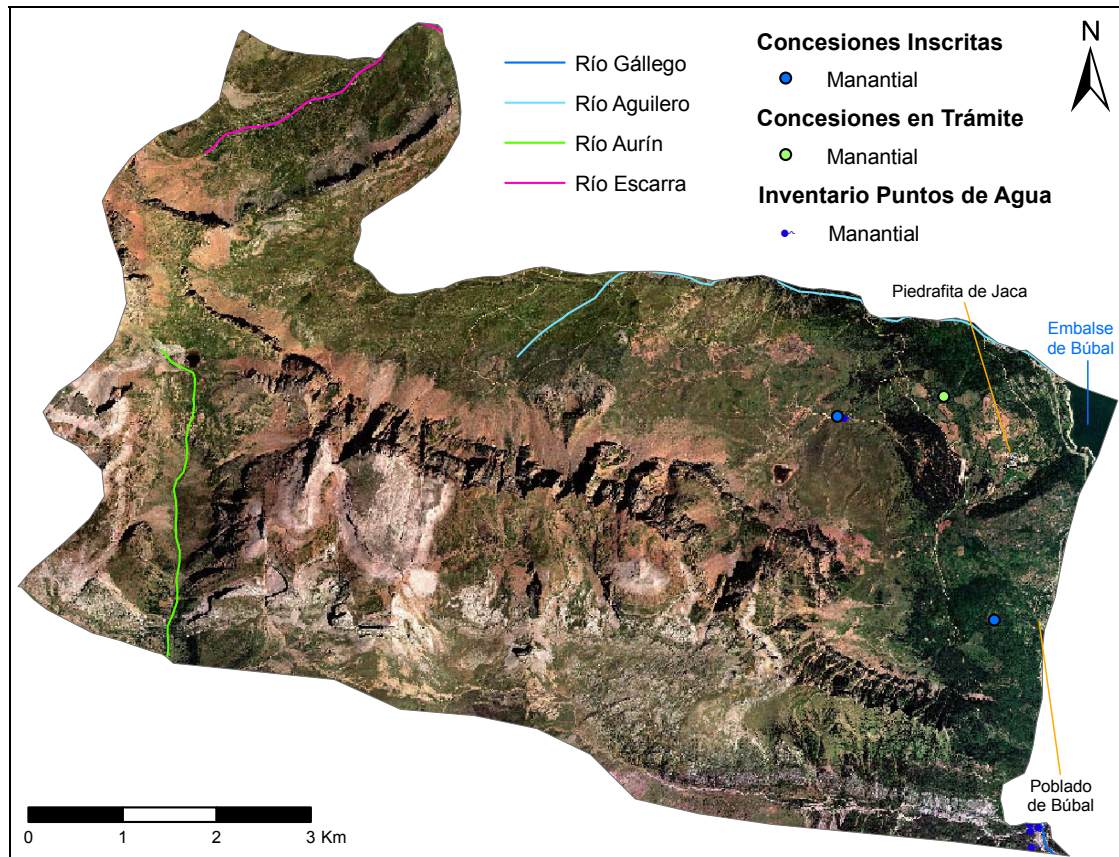 Río Gállego
Río Aguilero
Río Aurín
Río Escarra
Concesiones Inscritas
Manantial
Concesiones en Trámite
Manantial
Inventario Puntos de Agua
Manantial
N
Piedrafita de Jaca
Embalse
de Búbal
Poblado
de Búbal
0 1 2 3 Km